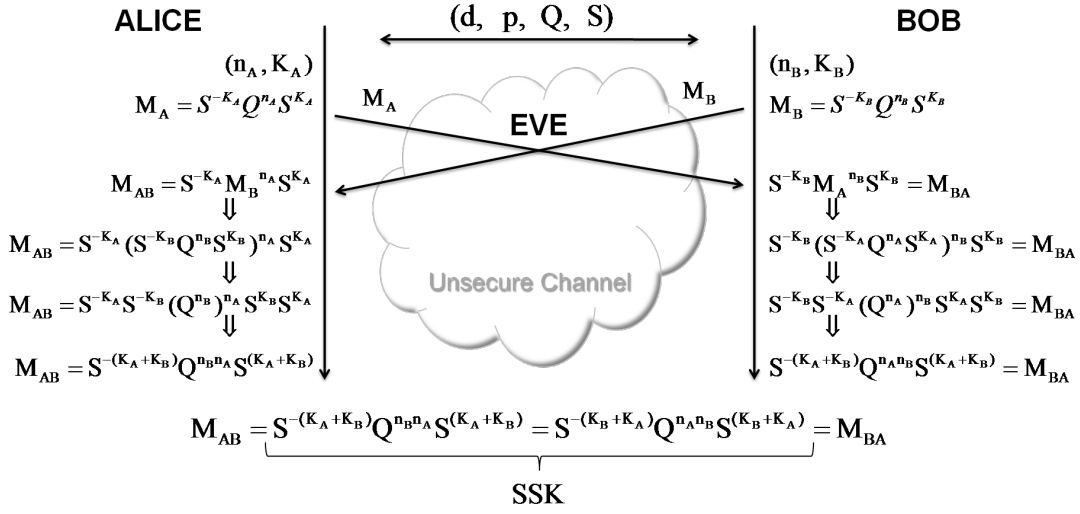 ALICE
(d, p, Q, S)
BOB
(n_A, K_A)
M_A = S^{-K_A} Q^{n_A} S^{K_A}
M_A
M_B
EVE
(n_B, K_B)
M_B = S^{-K_B} Q^{n_B} S^{K_B}
M_AB = S^{-K_A} M_B^{n_A} S^{K_A}
⇓
M_AB = S^{-K_A} (S^{-K_B} Q^{n_B} S^{K_B})^{n_A} S^{K_A}
⇓
M_AB = S^{-K_A} S^{-K_B} (Q^{n_B})^{n_A} S^{K_B} S^{K_A}
⇓
M_AB = S^{-(K_A+K_B)} Q^{n_B n_A} S^{(K_A+K_B)}
Unsecure Channel
S^{-K_B} M_A^{n_B} S^{K_B} = M_BA
⇓
S^{-K_B} (S^{-K_A} Q^{n_A} S^{K_A})^{n_B} S^{K_B} = M_BA
⇓
S^{-K_B} S^{-K_A} (Q^{n_A})^{n_B} S^{K_A} S^{K_B} = M_BA
⇓
S^{-(K_A+K_B)} Q^{n_A n_B} S^{(K_A+K_B)} = M_BA
M_AB = S^{-(K_A+K_B)} Q^{n_B n_A} S^{(K_A+K_B)} = S^{-(K_B+K_A)} Q^{n_A n_B} S^{(K_B+K_A)} = M_BA
SSK